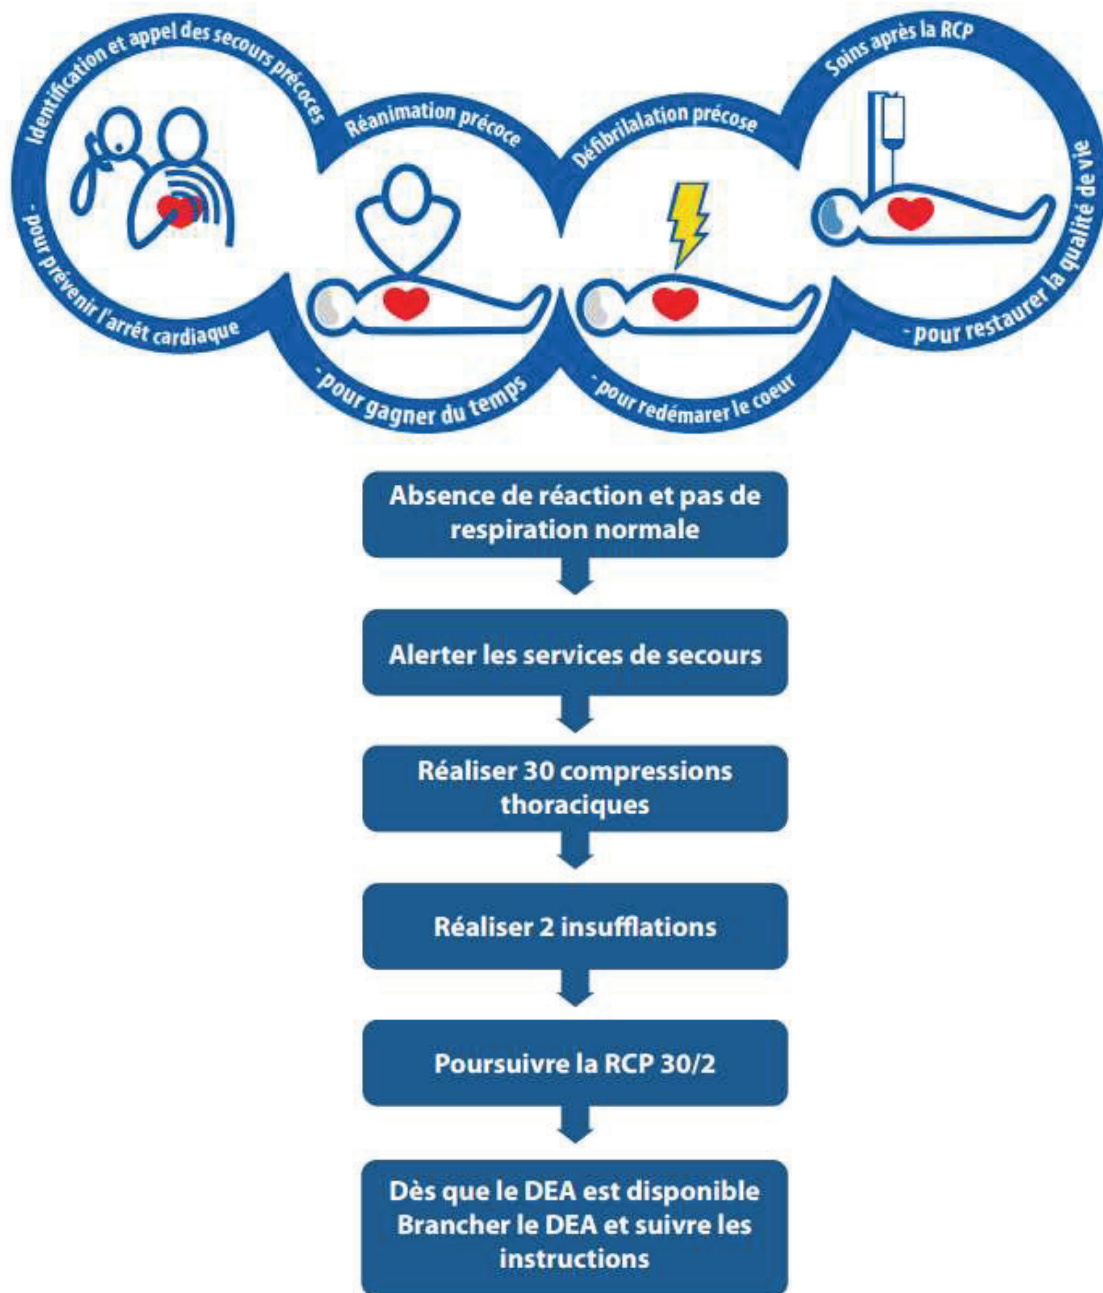 Identification et appel des secours précoces
- pour prévenir l'arrét cardiaque
Réanimation précoce
- pour gagner du temps
Défibrilalation précose
- pour redémarer le coeur
Soins après la RCP
- pour restaurer la qualité de vie
Absence de réaction et pas de
respiration normale
Alerter les services de secours
Réaliser 30 compressions
thoraciques
Réaliser 2 insufflations
Poursuivre la RCP 30/2
Dès que le DEA est disponible
Brancher le DEA et suivre les
instructions